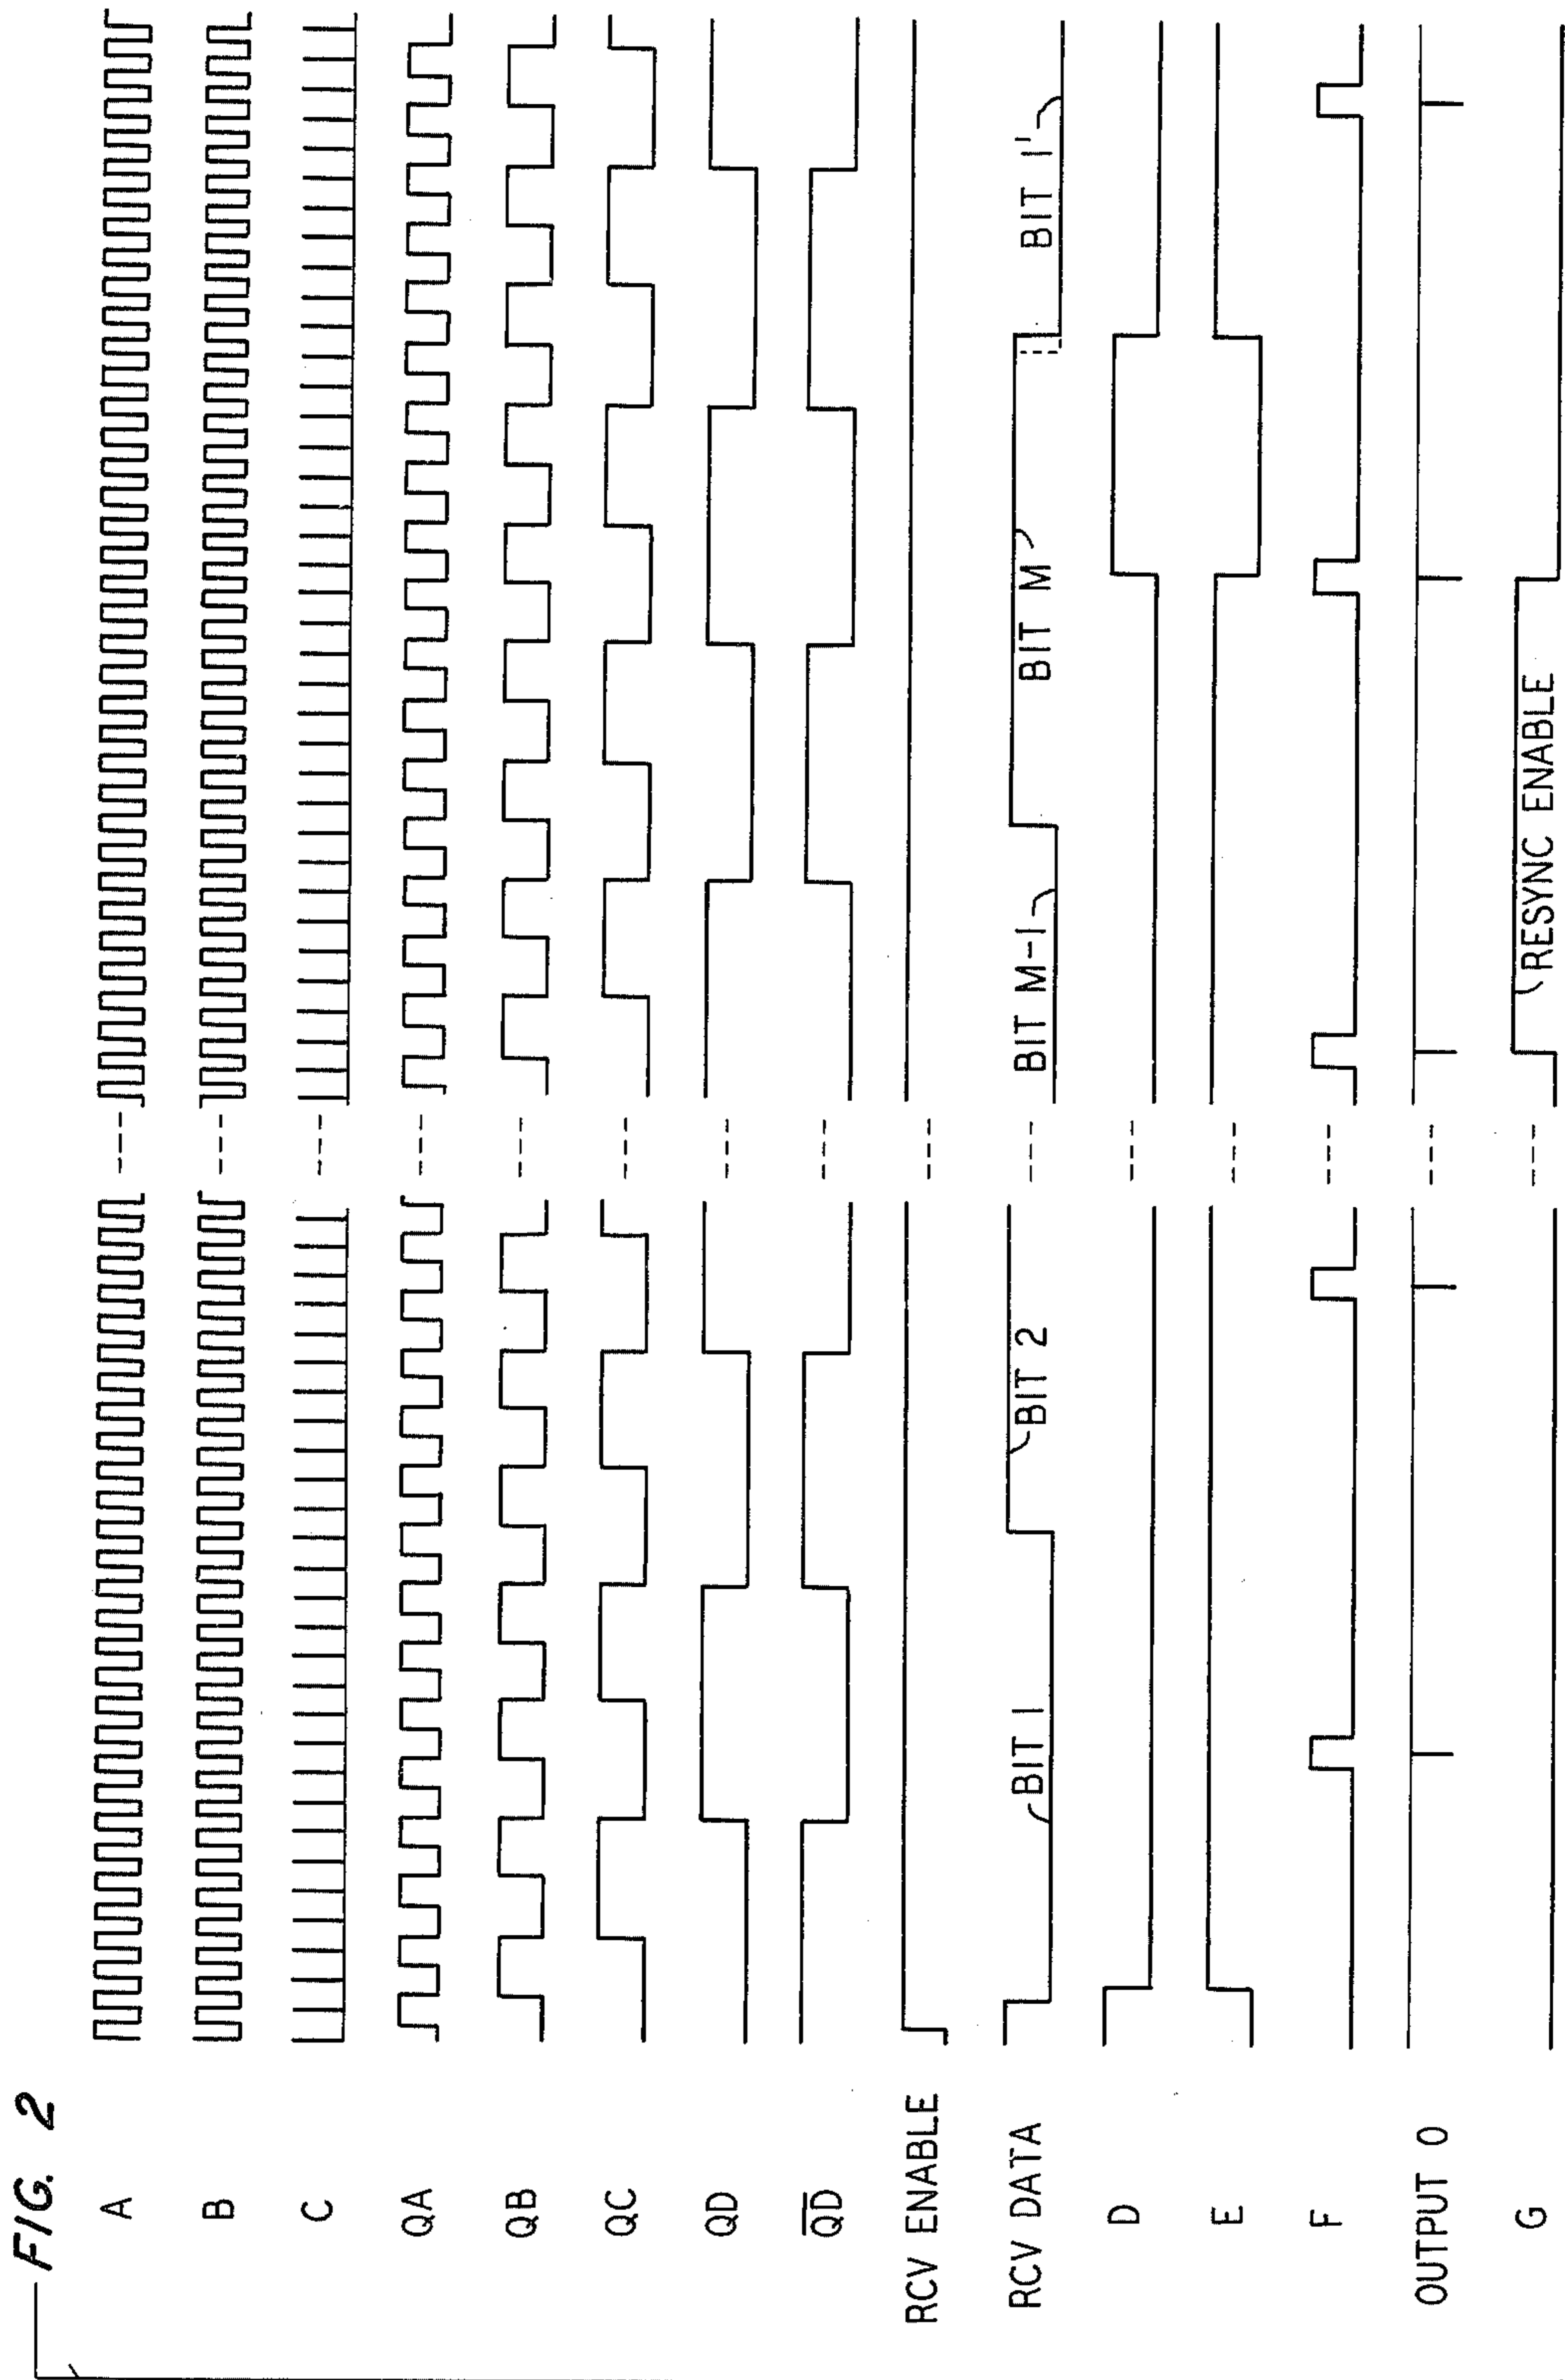 FIG. 2
A
B
C
QA
QB
QC
QD
Q̅D̅
RCV ENABLE
RCV DATA
BIT 1
BIT 2
BIT M-1
BIT M
BIT 1'
D
E
F
OUTPUT 0
G
RESYNC ENABLE